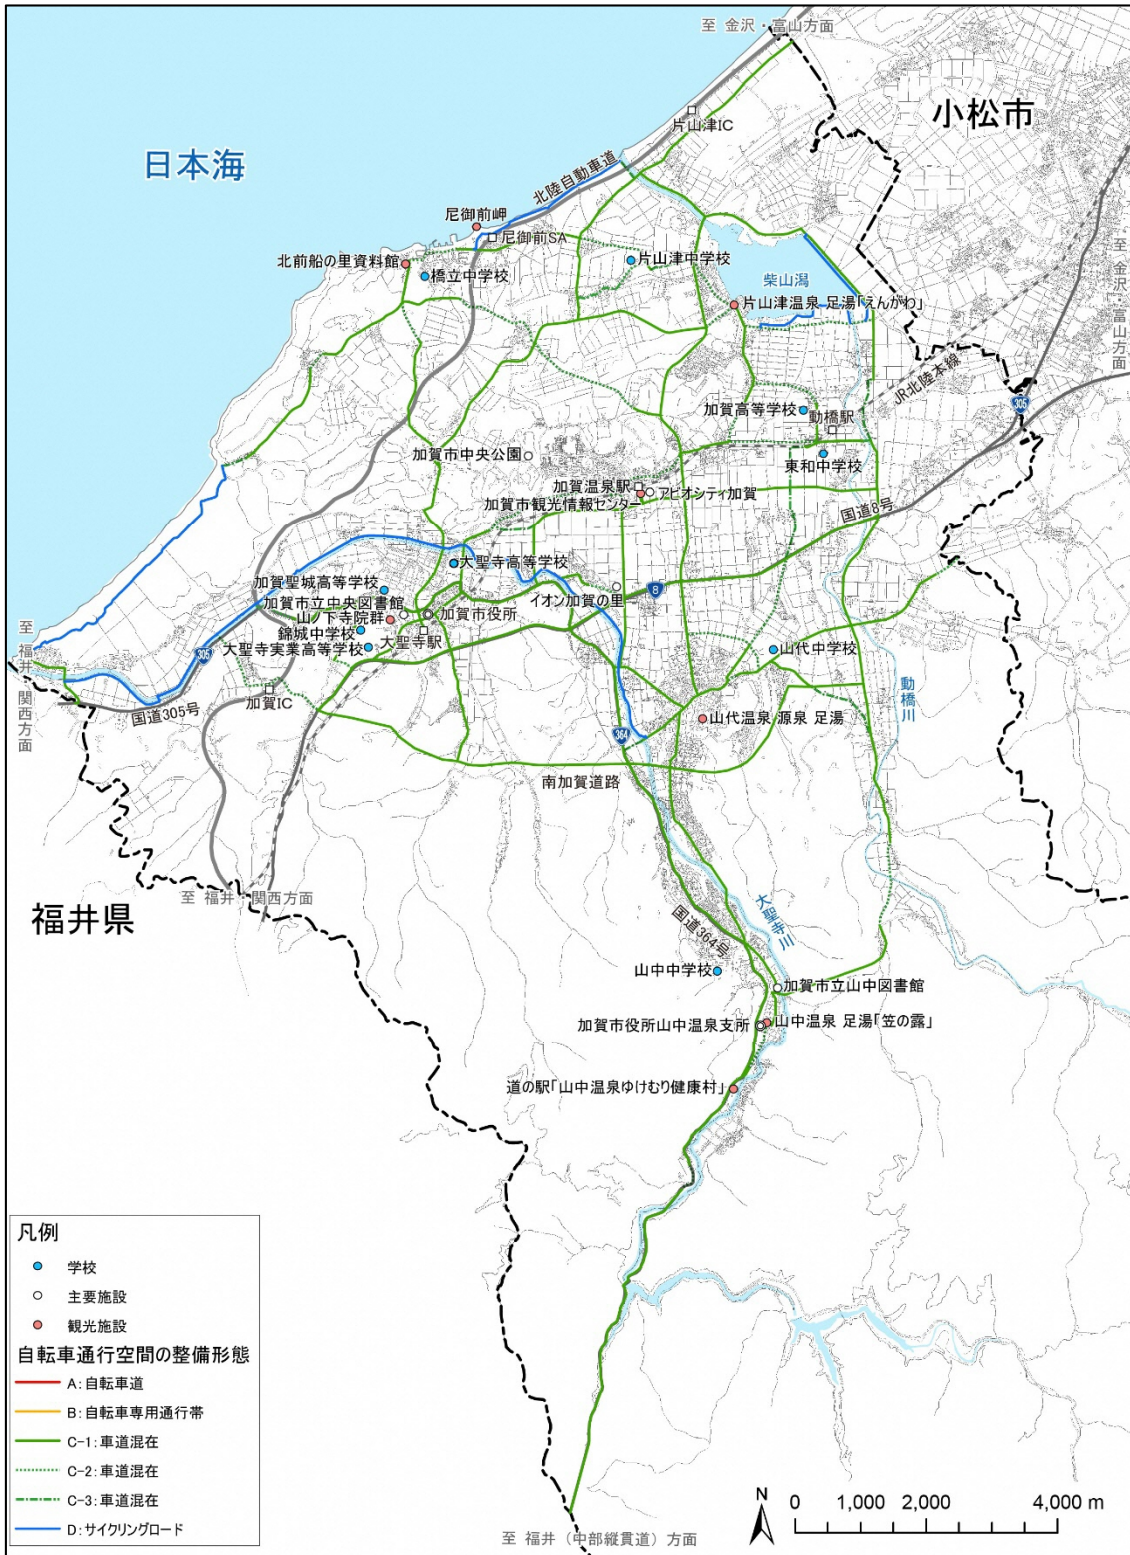 至 金沢・富山方面
小松市
片山津IC
日本海
北陸自動車道
尼御前岬
尼御前SA
至 金沢・富山方面
北前船の里資料館
橋立中学校
片山津中学校
柴山潟
片山津温泉 足湯「えんがわ」
JR北陸本線
305
加賀高等学校
動橋駅
加賀市中央公園
東和中学校
加賀温泉駅
アビオシティ加賀
加賀市観光情報センター
国道8号
大聖寺高等学校
加賀聖城高等学校
イオン加賀の里
8
加賀市立中央図書館
加賀市役所
山ノ下寺院群
錦城中学校
大聖寺駅
大聖寺実業高等学校
山代中学校
至 福井・関西方面
305
加賀IC
国道305号
動橋川
山代温泉 源泉 足湯
364
南加賀道路
至 福井・関西方面
福井県
大聖寺川
国道364号
山中中学校
加賀市立山中図書館
加賀市役所山中温泉支所
山中温泉 足湯「笠の露」
道の駅「山中温泉ゆけむり健康村」
凡例
学校
主要施設
観光施設
自転車通行空間の整備形態
A:自転車道
B:自転車専用通行帯
C-1:車道混在
C-2:車道混在
C-3:車道混在
D:サイクリングロード
N
0 1,000 2,000 4,000 m
至 福井（中部縦貫道）方面